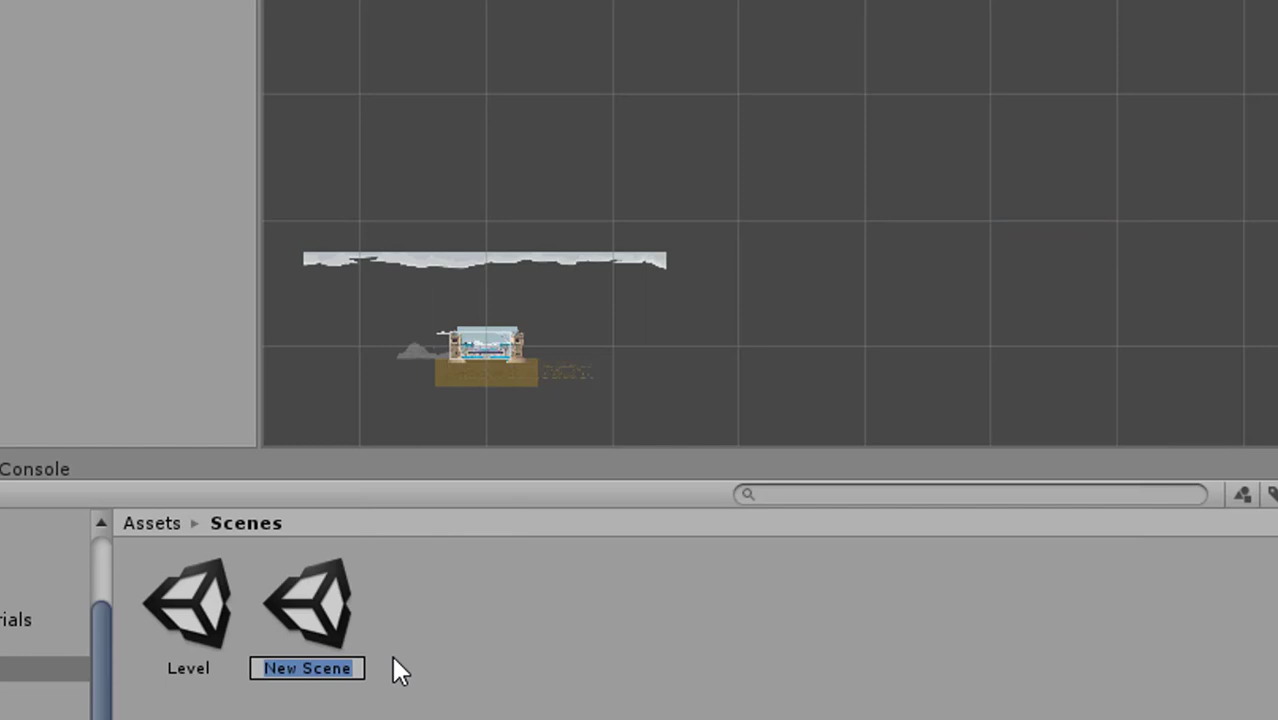 Console
Assets ▸ Scenes
rials
Level
New Scene